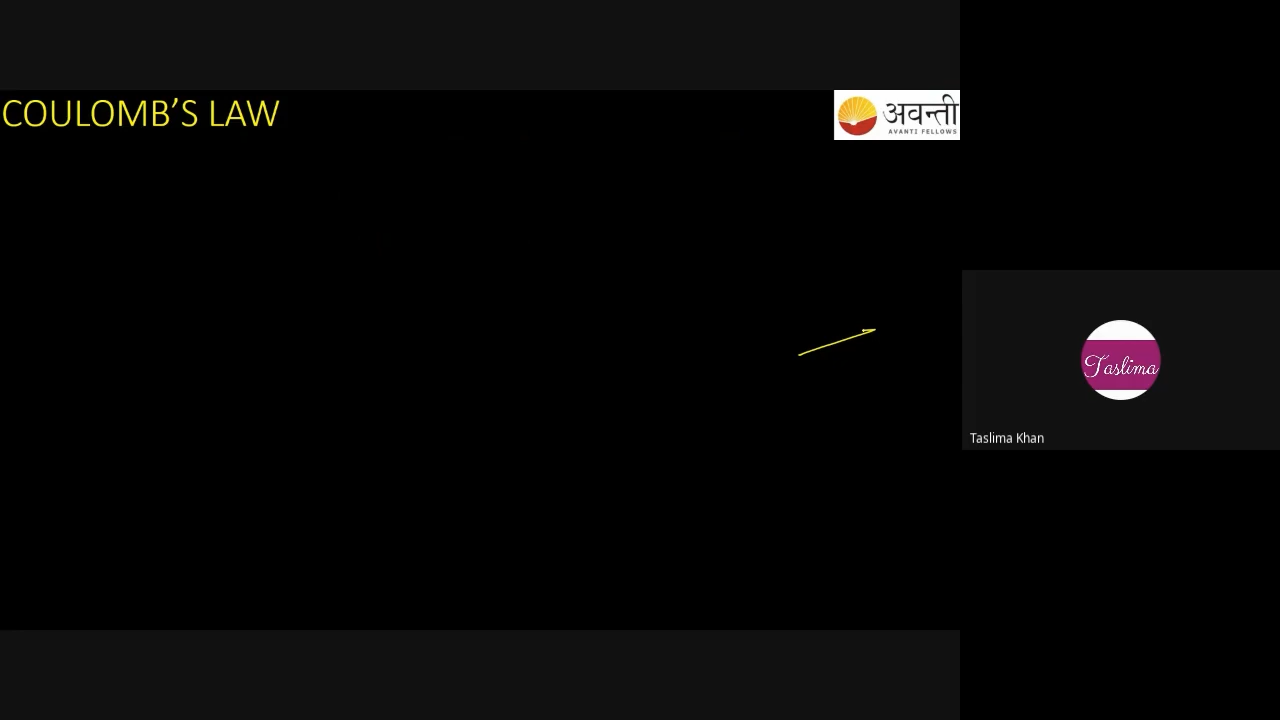 COULOMB’S LAW
अवन्ती
AVANTI FELLOWS
Taslima
Taslima Khan